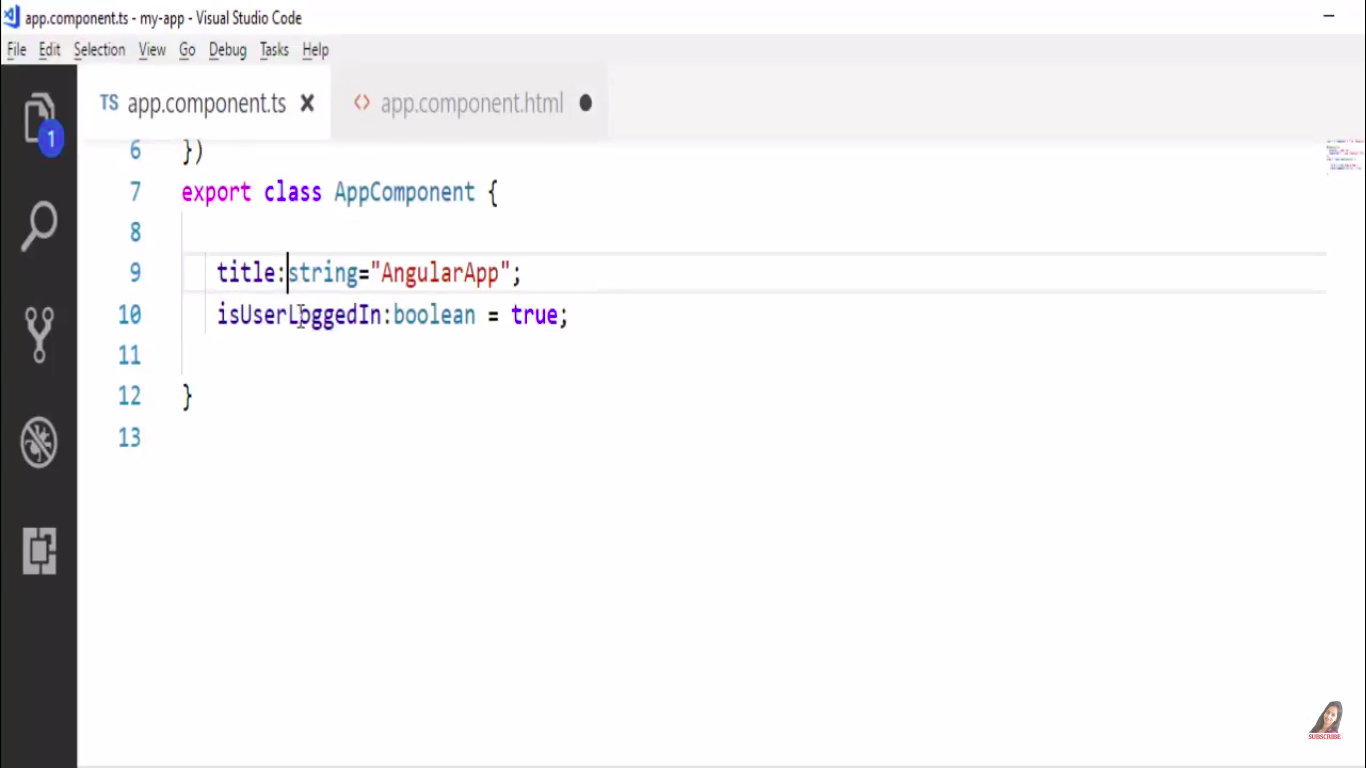 app.component.ts - my-app - Visual Studio Code
File Edit Selection View Go Debug Tasks Help
TS app.component.ts app.component.html
1
6 })
7 export class AppComponent {
8
9 title:string="AngularApp";
10 isUserLoggedIn:boolean = true;
11
12 }
13
SUBSCRIBE